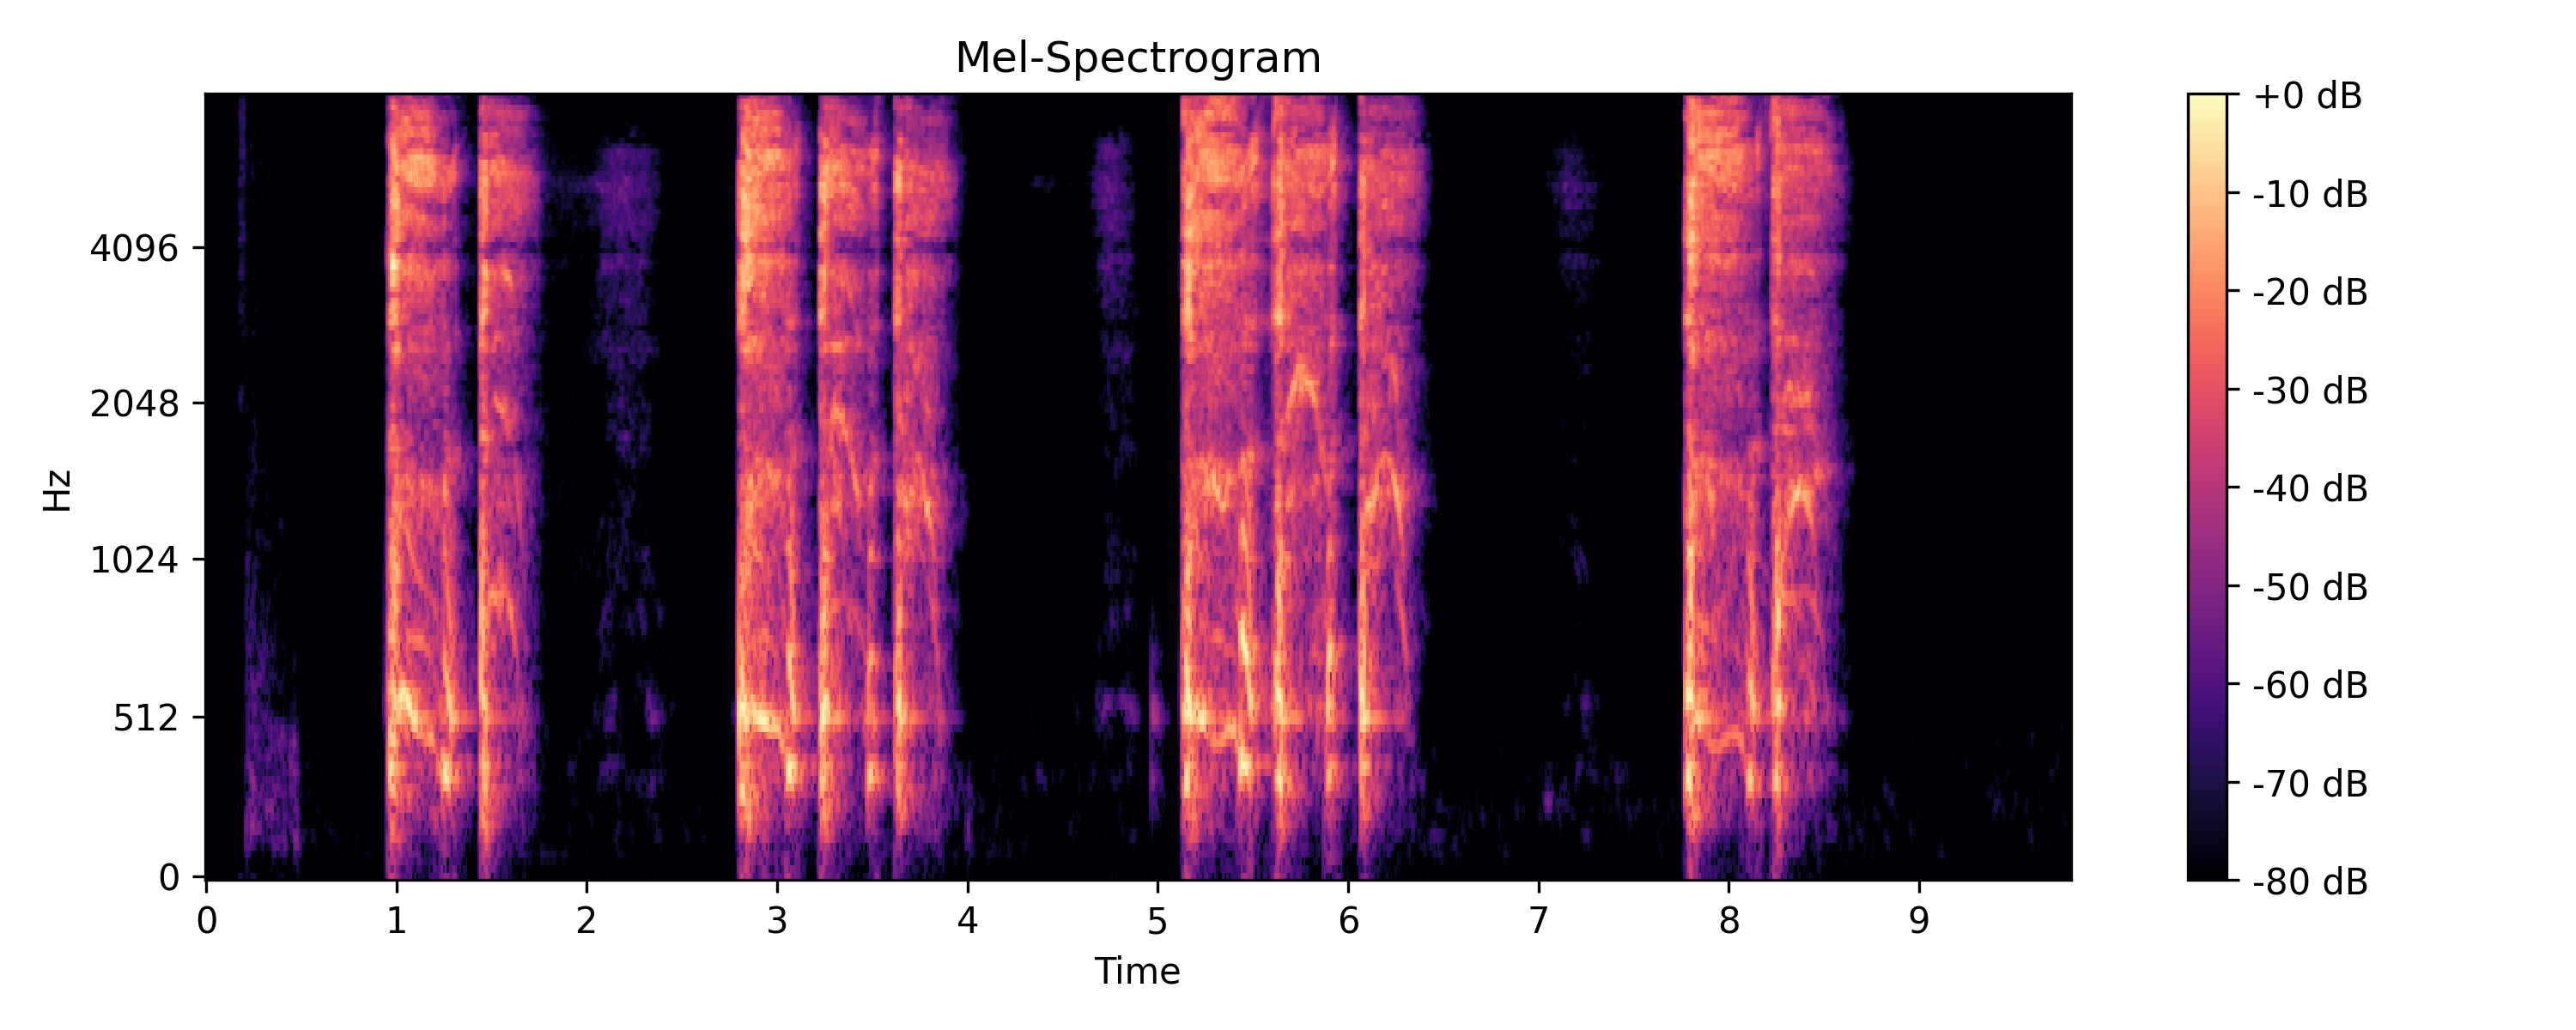 Mel-Spectrogram
+0 dB
-10 dB
4096
-20 dB
2048
-30 dB
Hz
-40 dB
1024
-50 dB
512
-60 dB
-70 dB
0
-80 dB
0 1 2 3 4 5 6 7 8 9
Time